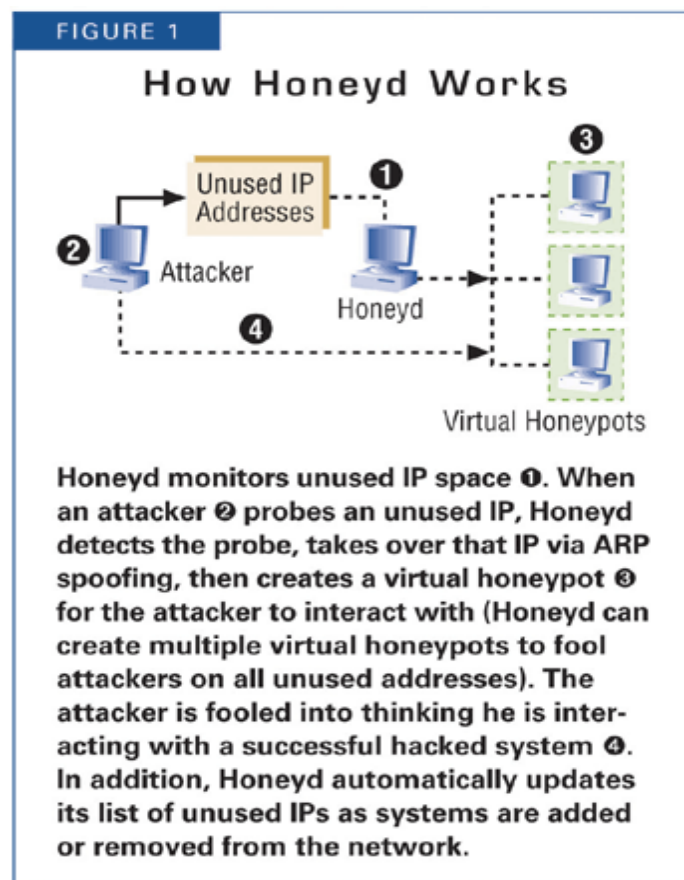 FIGURE 1
How Honeyd Works
❸
❶
Unused IP
Addresses
❷
Attacker
Honeyd
❹
Virtual Honeypots
Honeyd monitors unused IP space ❶. When
an attacker ❷ probes an unused IP, Honeyd
detects the probe, takes over that IP via ARP
spoofing, then creates a virtual honeypot ❸
for the attacker to interact with (Honeyd can
create multiple virtual honeypots to fool
attackers on all unused addresses). The
attacker is fooled into thinking he is inter-
acting with a successful hacked system ❹.
In addition, Honeyd automatically updates
its list of unused IPs as systems are added
or removed from the network.